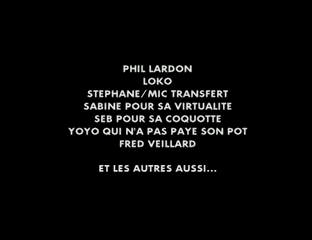 PHIL LARDON
LOKO
STEPHANE/MIC TRANSFERT
SABINE POUR SA VIRTUALITE
SEB POUR SA COQUOTTE
YOYO QUI N'A PAS PAYE SON POT
FRED VEILLARD
ET LES AUTRES AUSSI...